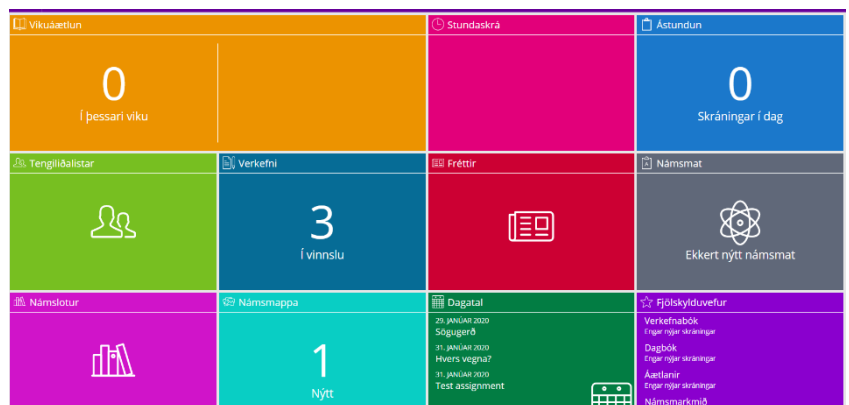 Vikuáætlun
0
Í þessari viku
Stundaskrá
Ástundun
0
Skráningar í dag
Tengiliðalistar
Verkefni
3
Í vinnslu
Fréttir
Námsmat
Ekkert nýtt námsmat
Námslotur
Námsmappa
1
Nýtt
Dagatal
29. JANÚAR 2020
Sögugerð
31. JANÚAR 2020
Hvers vegna?
31. JANÚAR 2020
Test assignment
Fjölskylduvefur
Verkefnabók
Engar nýjar skráningar
Dagbók
Engar nýjar skráningar
Áætlanir
Engar nýjar skráningar
Námsmarkmið